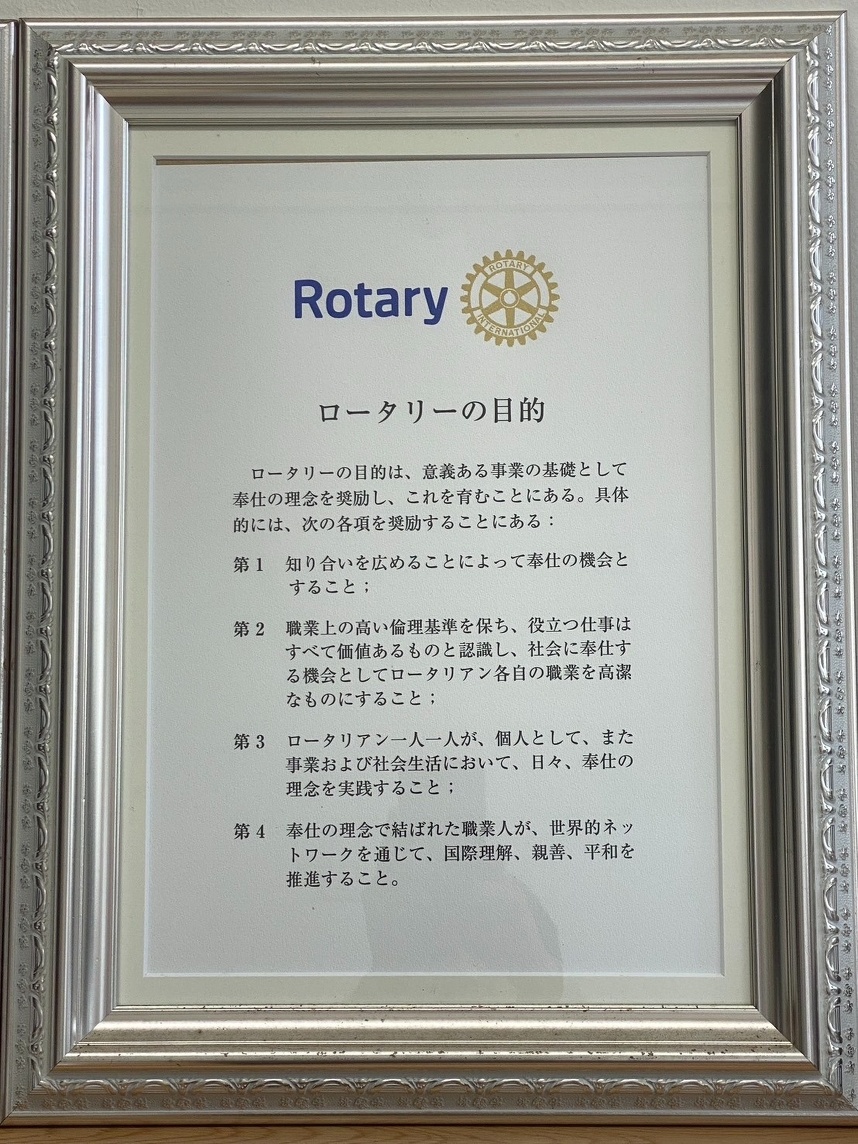 Rotary
ROTARY
INTERNATIONAL
ロータリーの目的
ロータリーの目的は、意義ある事業の基礎として
奉仕の理念を奨励し、これを育むことにある。具体
的には、次の各項を奨励することにある：
第1 知り合いを広めることによって奉仕の機会と
すること；
第2 職業上の高い倫理基準を保ち、役立つ仕事は
すべて価値あるものと認識し、社会に奉仕す
る機会としてロータリアン各自の職業を高潔
なものにすること；
第3 ロータリアン一人一人が、個人として、また
事業および社会生活において、日々、奉仕の
理念を実践すること；
第4 奉仕の理念で結ばれた職業人が、世界的ネッ
トワークを通じて、国際理解、親善、平和を
推進すること。